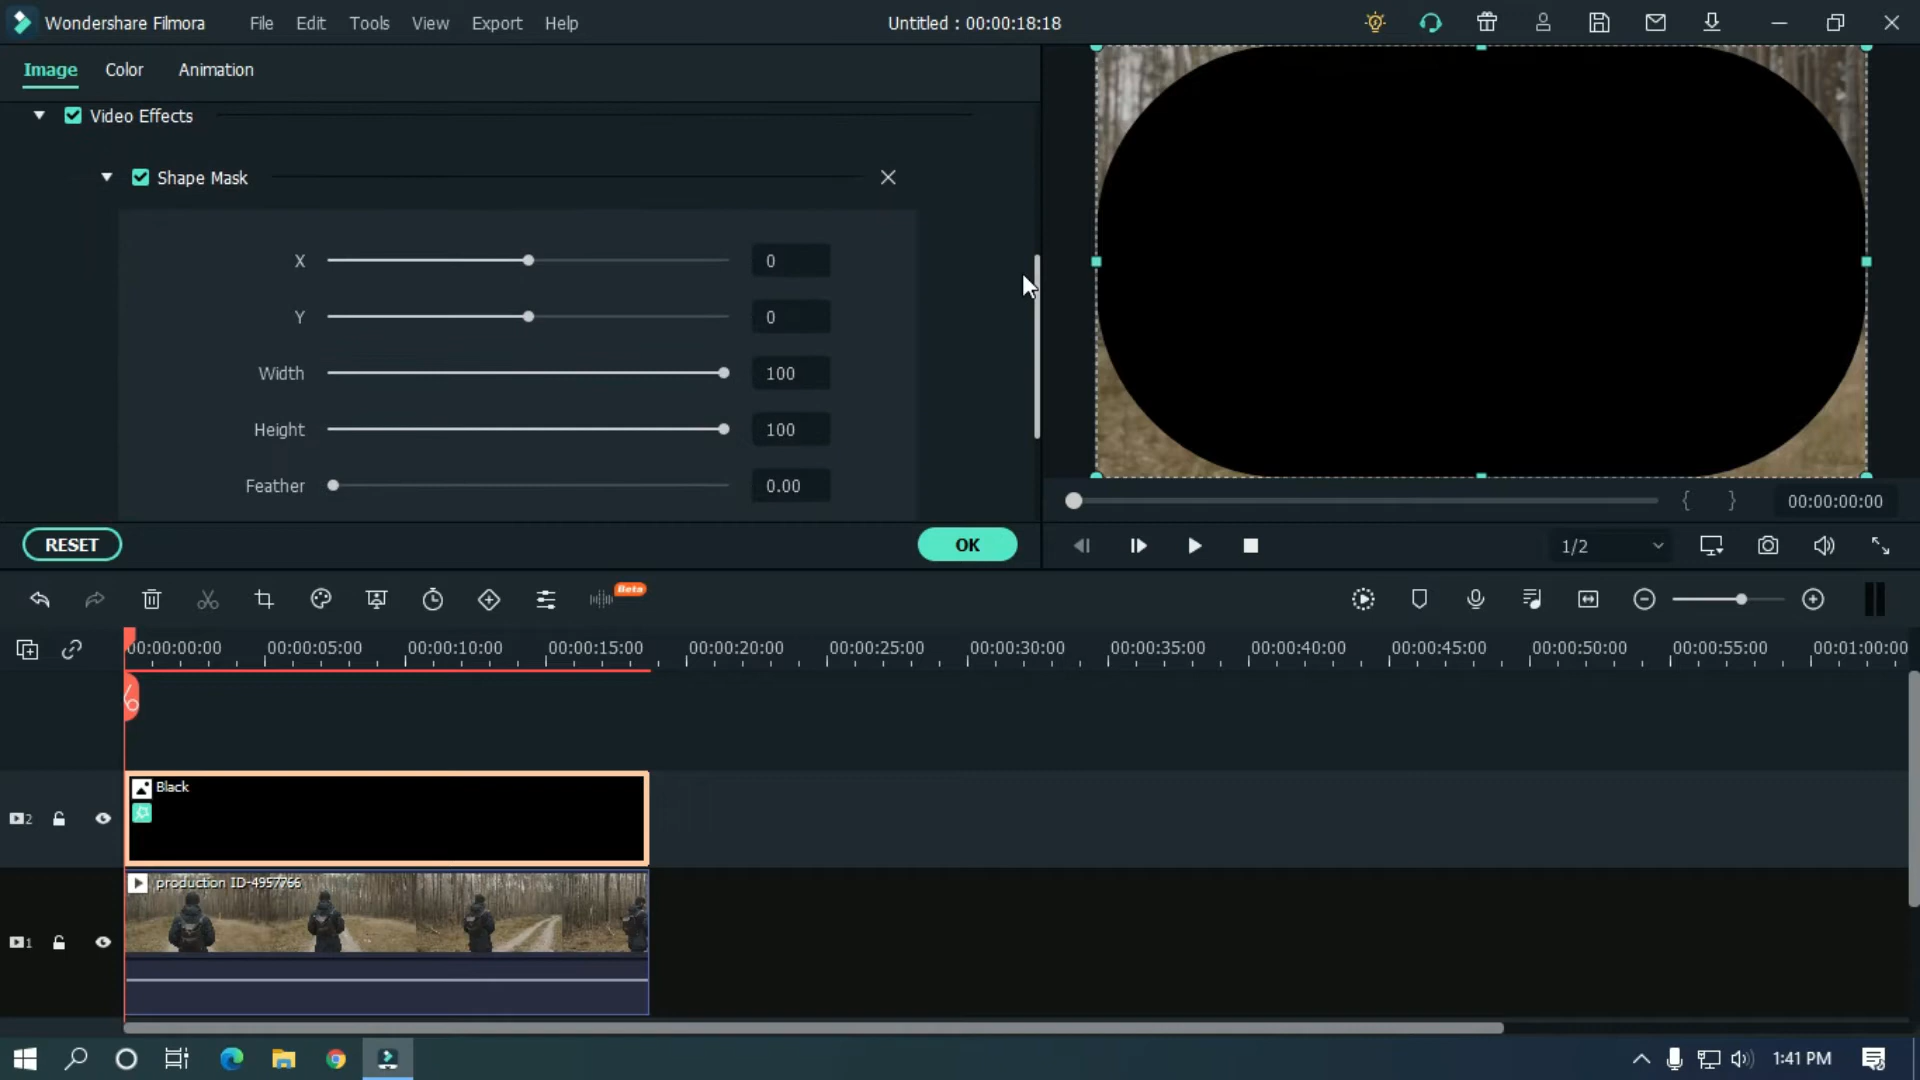 Wondershare Filmora File Edit Tools View Export Help Untitled : 00:00:18:18
Image Color Animation
Video Effects
Shape Mask
X 0
Y 0
Width 100
Height 100
Feather 0.00
RESET OK
{ } 00:00:00:00
1/2
Beta
00:00:00:00 00:00:05:00 00:00:10:00 00:00:15:00 00:00:20:00 00:00:25:00 00:00:30:00 00:00:35:00 00:00:40:00 00:00:45:00 00:00:50:00 00:00:55:00 00:01:00:00
Black
2
production ID-4957766
1
1:41 PM